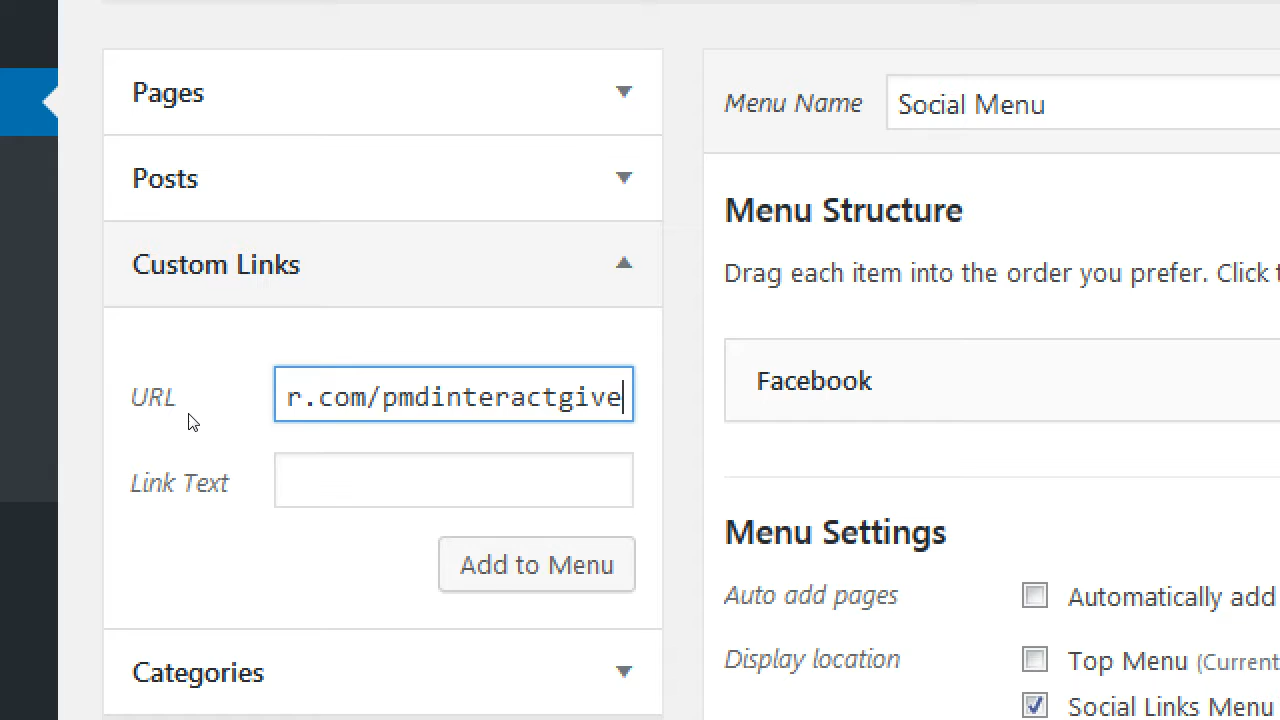 Pages
Posts
Custom Links
URL
r.com/pmdinteractgive
Link Text
Add to Menu
Categories
Menu Name
Social Menu
Menu Structure
Drag each item into the order you prefer. Click
Facebook
Menu Settings
Auto add pages
Automatically add
Display location
Top Menu (Current
Social Links Menu